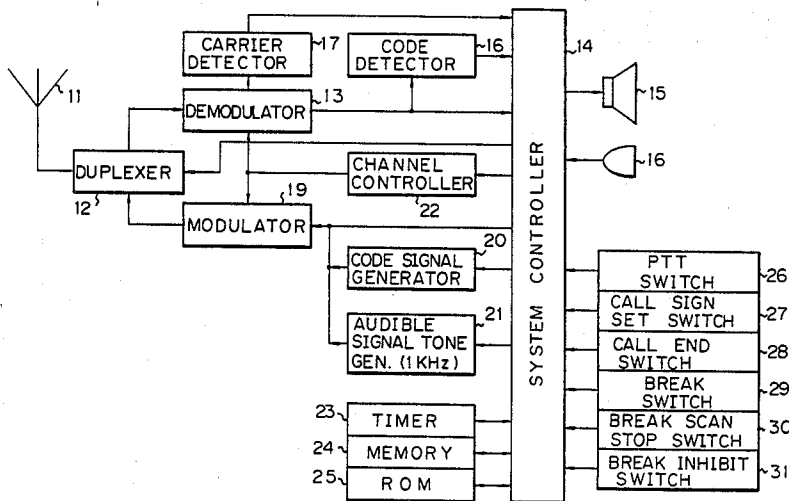 17
CARRIER
DETECTOR
CODE
DETECTOR
16
14
11
DEMODULATOR
13
15
DUPLEXER
12
CHANNEL
CONTROLLER
22
16
19
MODULATOR
SYSTEM CONTROLLER
20
CODE SIGNAL
GENERATOR
21
AUDIBLE
SIGNAL TONE
GEN. (1KHz)
PTT
SWITCH
26
CALL SIGN
SET SWITCH
27
CALL END
SWITCH
28
BREAK
SWITCH
29
BREAK SCAN
STOP SWITCH
30
BREAK INHIBIT
SWITCH
31
23
TIMER
24
MEMORY
25
ROM